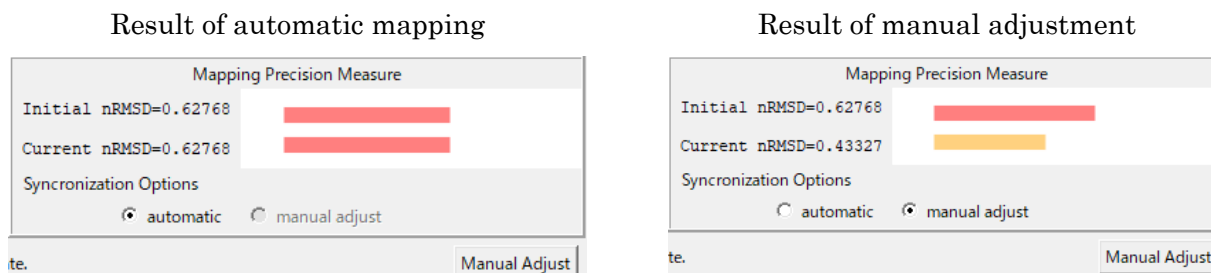 Result of automatic mapping
Mapping Precision Measure
Initial nRMSD=0.62768
Current nRMSD=0.62768
Syncronization Options
automatic manual adjust
te.
Manual Adjust
Result of manual adjustment
Mapping Precision Measure
Initial nRMSD=0.62768
Current nRMSD=0.43327
Syncronization Options
automatic manual adjust
te.
Manual Adjust